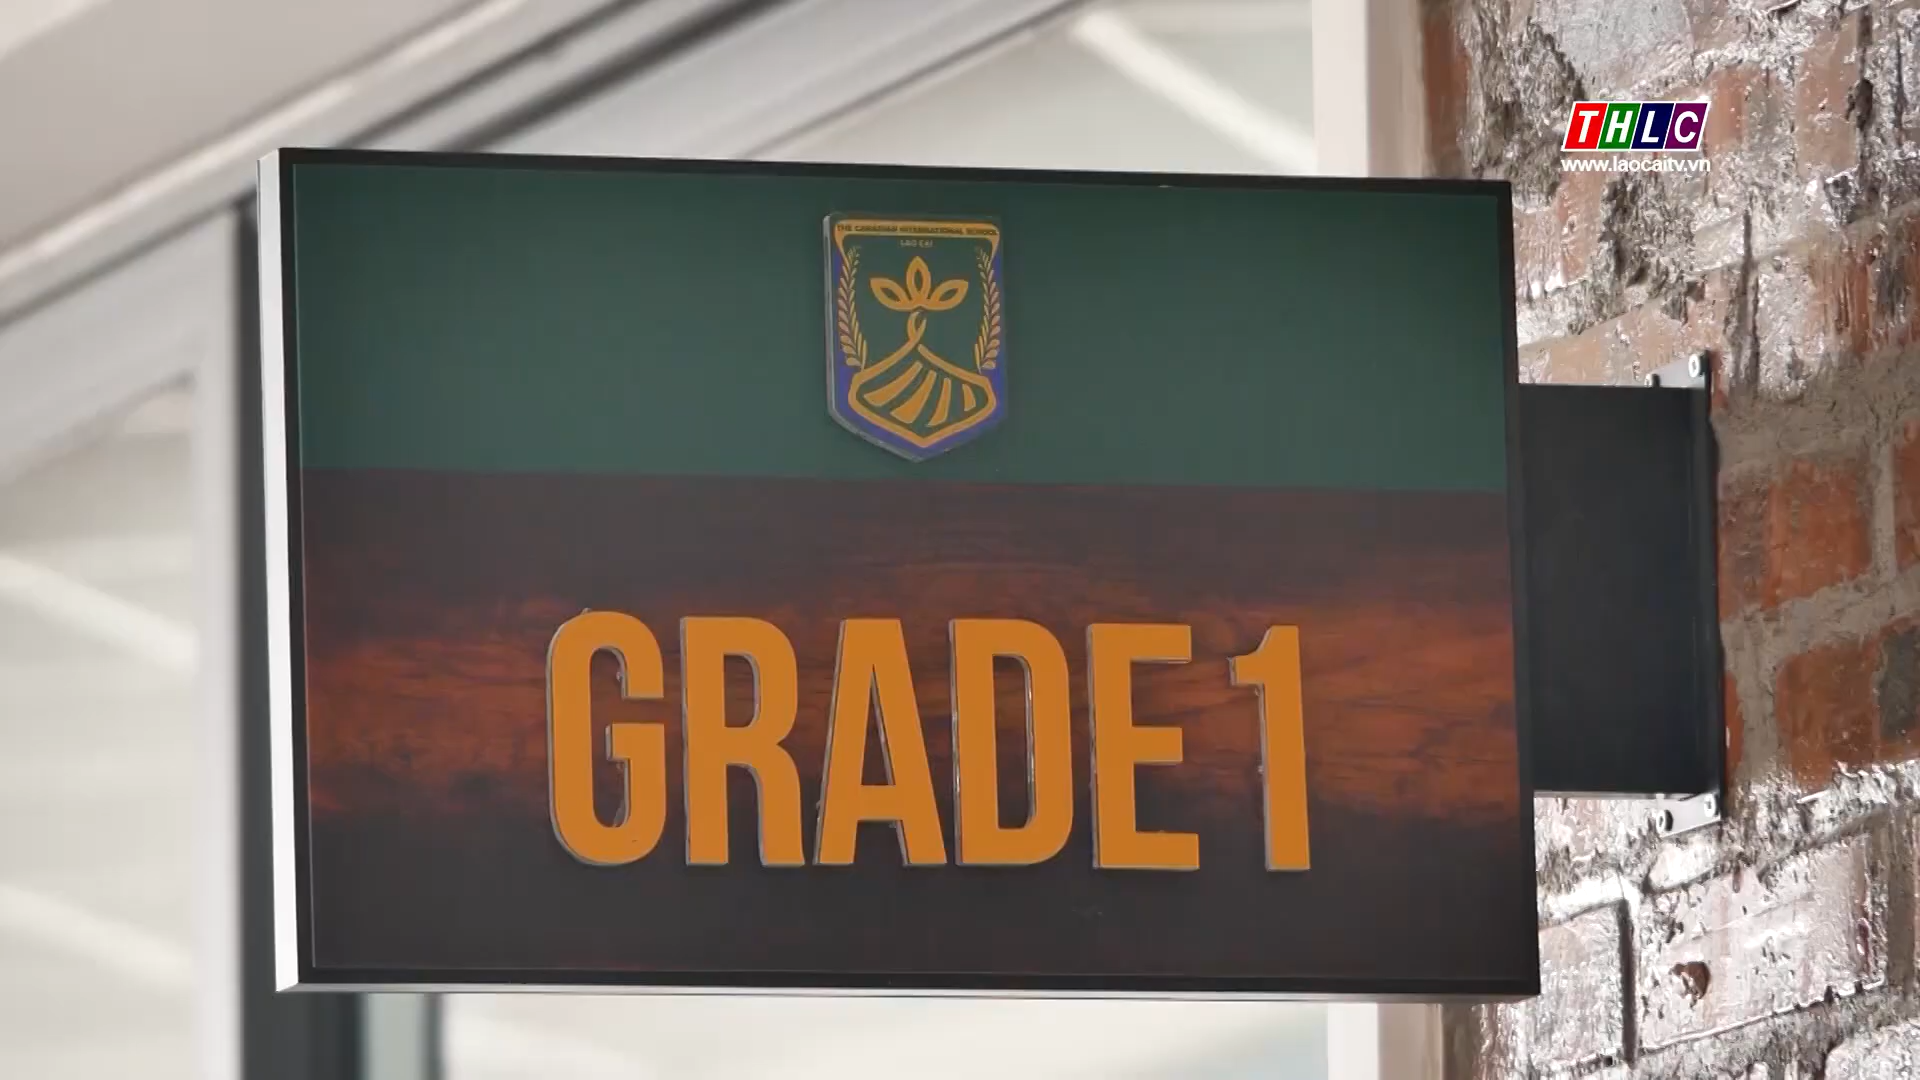 THLC
www.laocaitv.vn
THE CANADIAN INTERNATIONAL SCHOOL
LAO CAI
GRADE 1